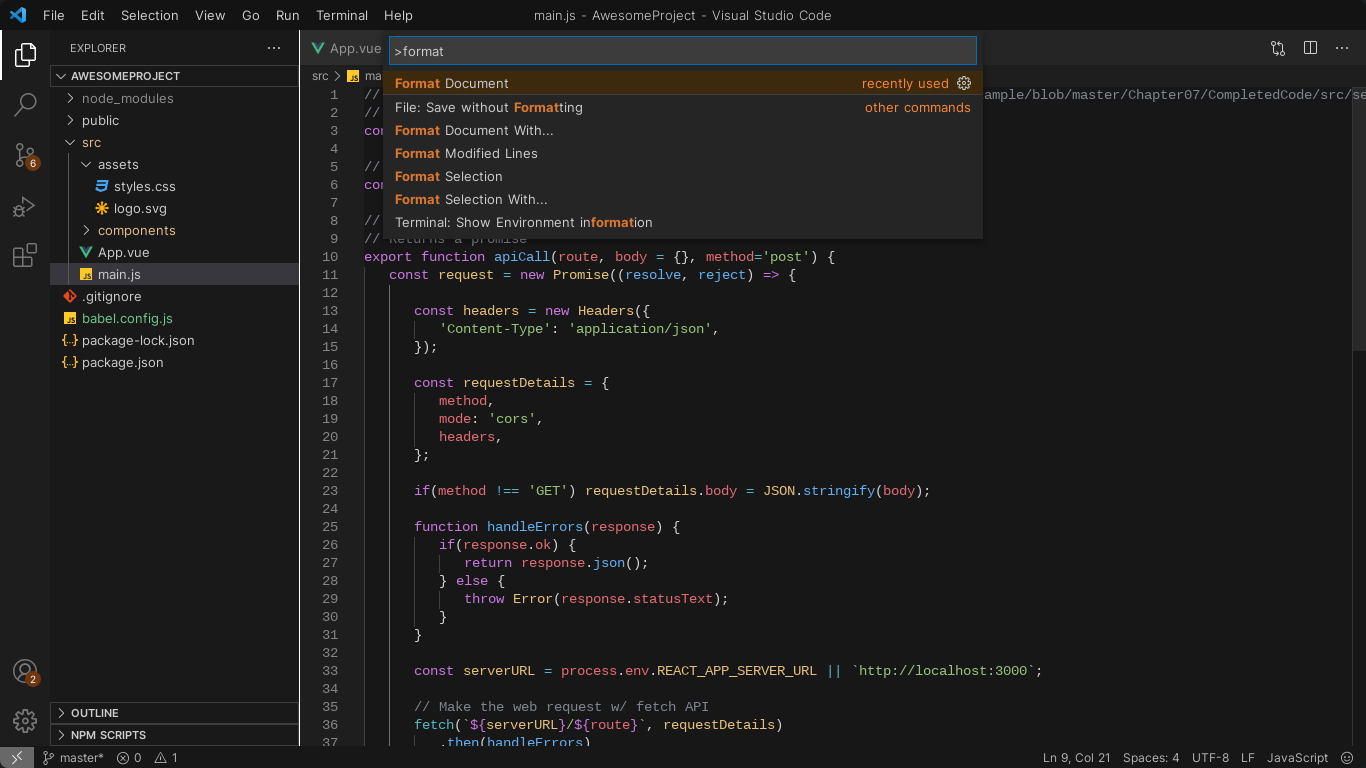 File Edit Selection View Go Run Terminal Help main.js - AwesomeProject - Visual Studio Code
EXPLORER
AWESOMEPROJECT
node_modules
public
src
assets
styles.css
logo.svg
components
App.vue
main.js
.gitignore
babel.config.js
package-lock.json
package.json
OUTLINE
NPM SCRIPTS
6
2
App.vue
>format
Format Document recently used
File: Save without Formatting other commands
Format Document With...
Format Modified Lines
Format Selection
Format Selection With...
Terminal: Show Environment information
src
1 // ample/blob/master/Chapter07/CompletedCode/src/se
2 //
3
4
5 //
6
7
8 //
9 // Returns a promise
10 export function apiCall(route, body = {}, method='post') {
11 const request = new Promise((resolve, reject) => {
12
13 const headers = new Headers({
14 'Content-Type': 'application/json',
15 });
16
17 const requestDetails = {
18 method,
19 mode: 'cors',
20 headers,
21 };
22
23 if(method !== 'GET') requestDetails.body = JSON.stringify(body);
24
25 function handleErrors(response) {
26 if(response.ok) {
27 return response.json();
28 } else {
29 throw Error(response.statusText);
30 }
31 }
32
33 const serverURL = process.env.REACT_APP_SERVER_URL || `http://localhost:3000`;
34
35 // Make the web request w/ fetch API
36 fetch(`${serverURL}/${route}`, requestDetails)
37 .then(handleErrors)
master* 0 1 Ln 9, Col 21 Spaces: 4 UTF-8 LF JavaScript